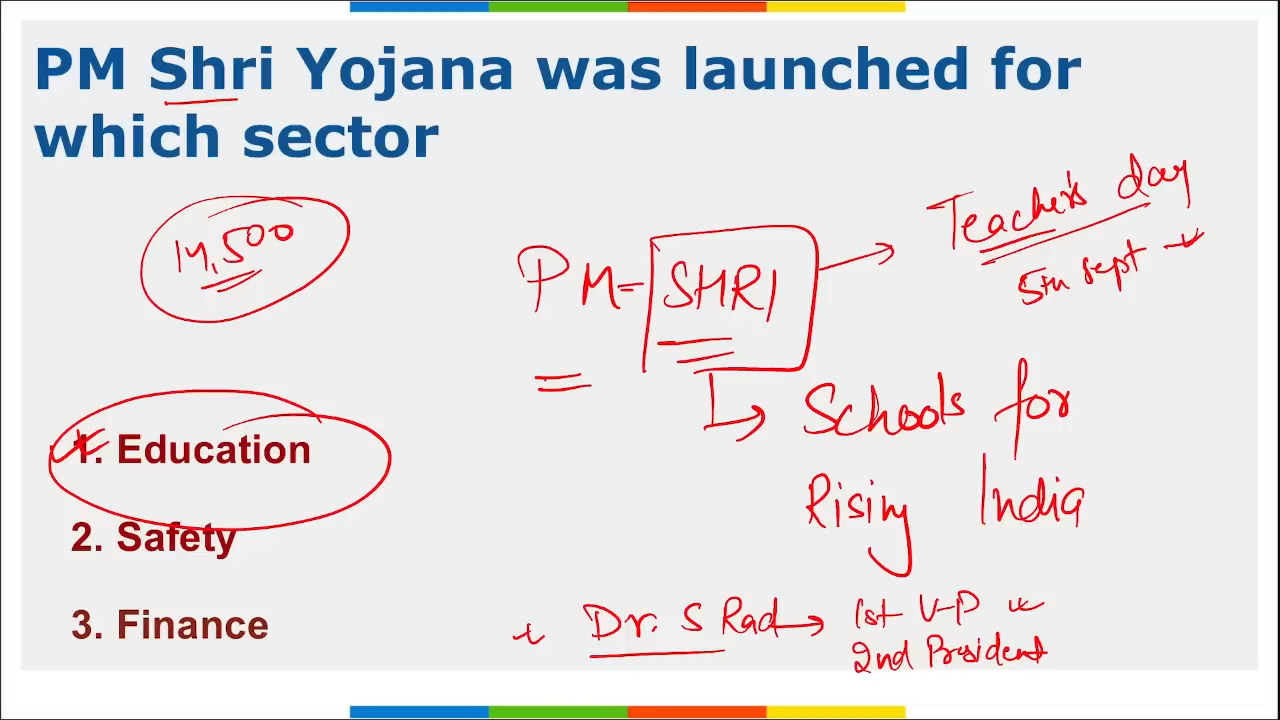 PM Shri Yojana was launched for
which sector
14,500
PM-SHRI
Teacher's day
5th Sept
Schools for
Rising India
1. Education
2. Safety
3. Finance
Dr. S Rad
1st V-P
2nd President